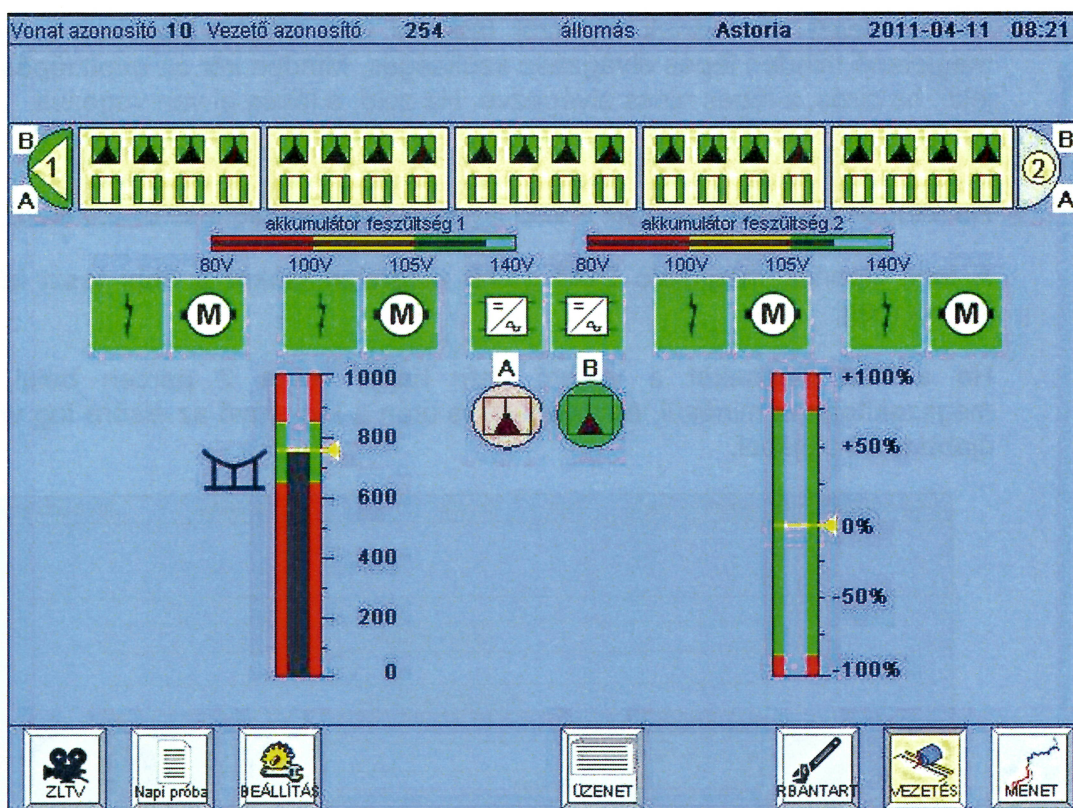 Vonat azonosító 10 Vezető azonosító 254 állomás Astoria 2011-04-11 08:21
B B
1 2
A A
akkumulátor feszültség 1 akkumulátor feszültség 2
80V 100V 105V 140V 80V 100V 105V 140V
M M M M
A B
1000 +100%
800 +50%
600 0%
400 -50%
200 -100%
0
ZLTV Napi próba BEÁLLÍTÁS ÜZENET RBANTART VEZETÉS MENET